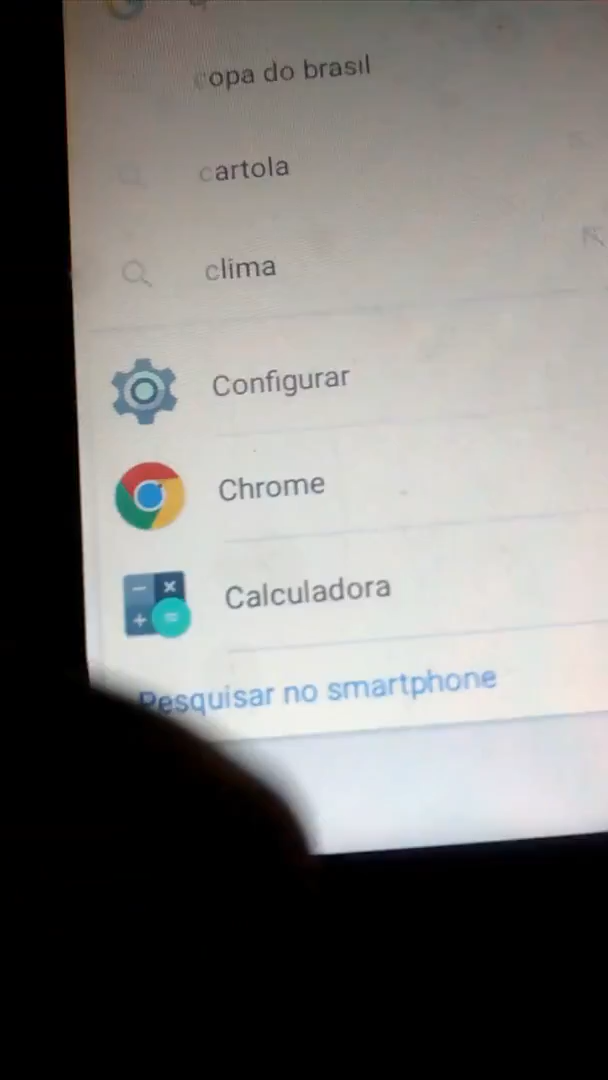 copa do brasil
cartola
clima
Configurar
Chrome
Calculadora
Pesquisar no smartphone